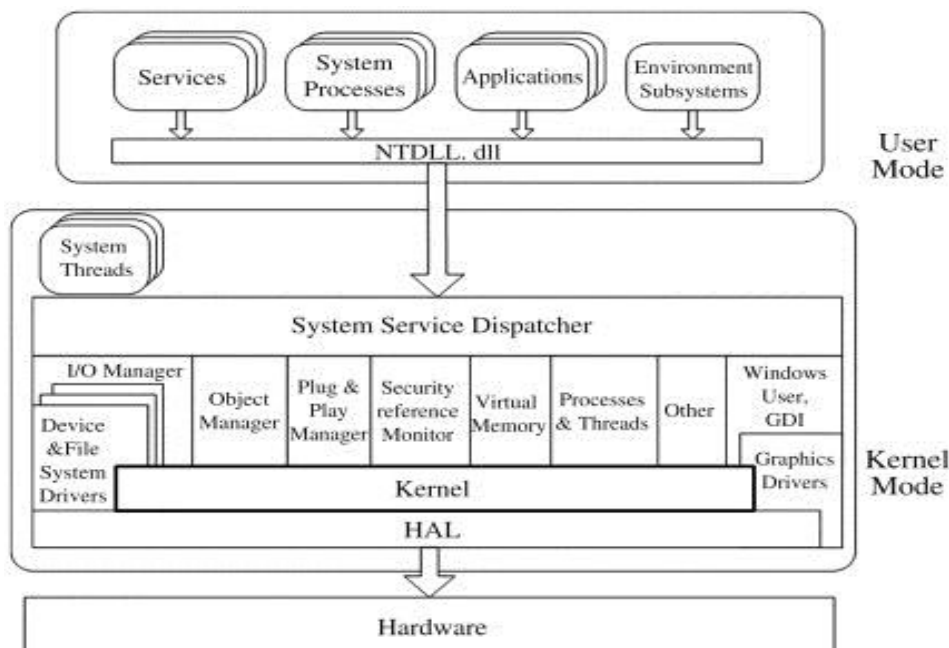 Services
System
Processes
Applications
Environment
Subsystems
NTDLL. dll
User
Mode
System
Threads
System Service Dispatcher
I/O Manager
Device
&File
System
Drivers
Object
Manager
Plug &
Play
Manager
Security
reference
Monitor
Virtual
Memory
Processes
& Threads
Other
Windows
User,
GDI
Graphics
Drivers
Kernel
Mode
Kernel
HAL
Hardware